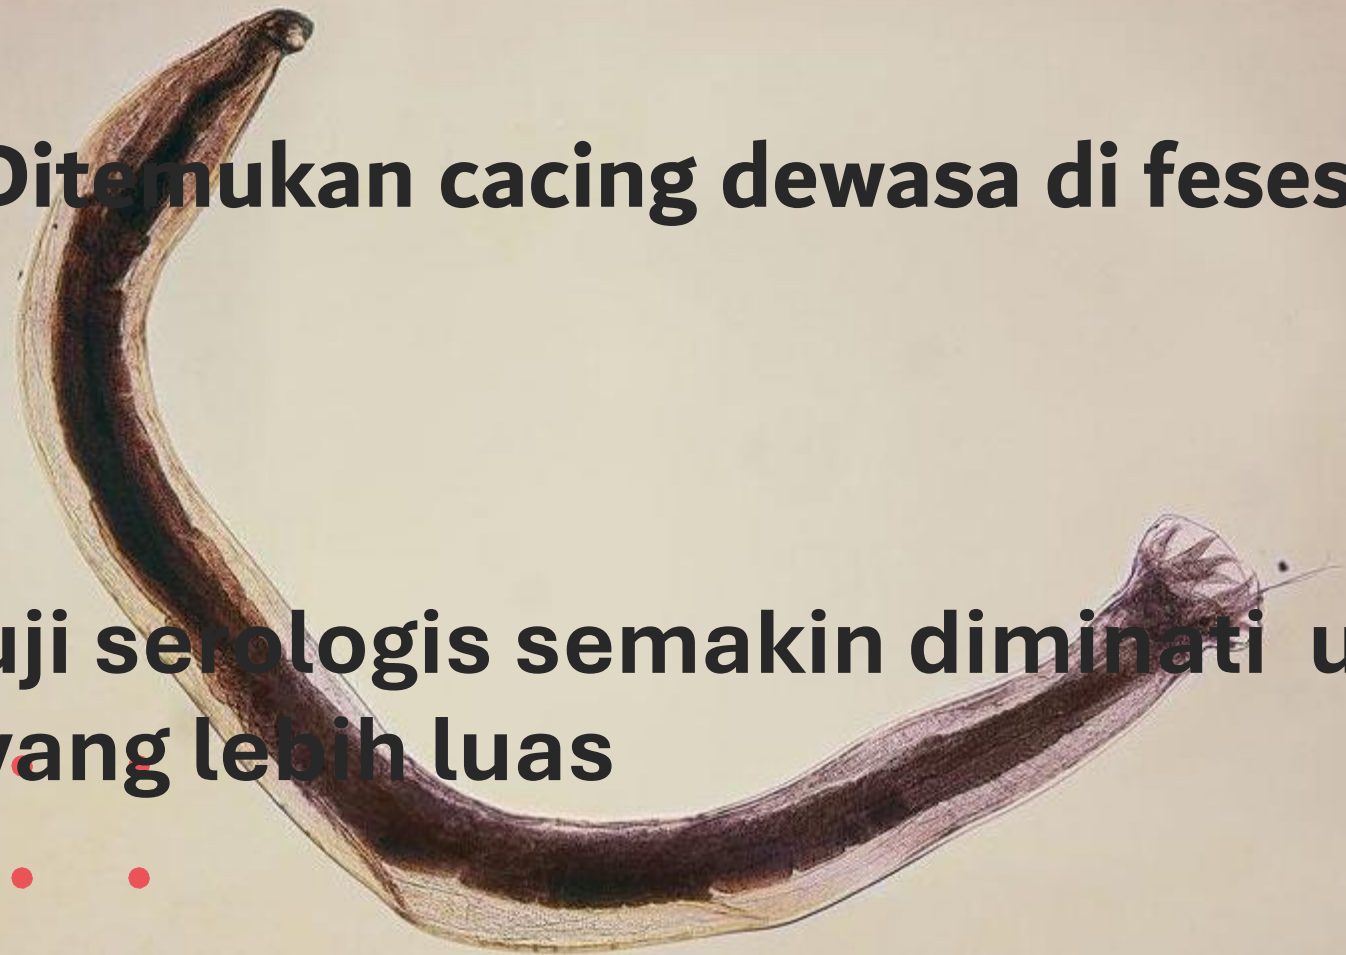 Ditemukan cacing dewasa di feses
uji serologis semakin diminati
yang lebih luas